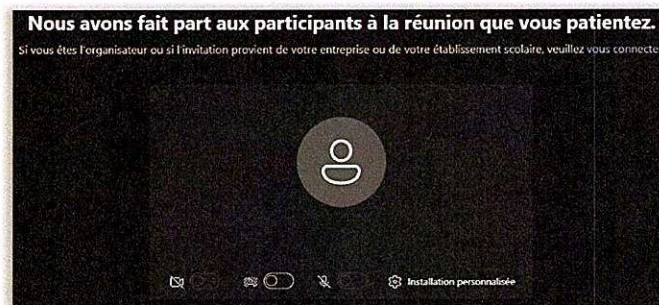 Nous avons fait part aux participants à la réunion que vous patientez.
Si vous êtes l'organisateur ou si l'invitation provient de votre entreprise ou de votre établissement scolaire, veuillez vous connecte
Installation personnalisée